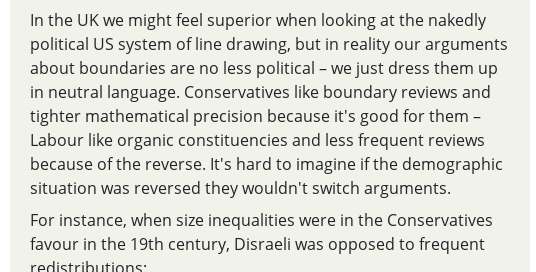 In the UK we might feel superior when looking at the nakedly
political US system of line drawing, but in reality our arguments
about boundaries are no less political – we just dress them up
in neutral language. Conservatives like boundary reviews and
tighter mathematical precision because it's good for them –
Labour like organic constituencies and less frequent reviews
because of the reverse. It's hard to imagine if the demographic
situation was reversed they wouldn't switch arguments.
For instance, when size inequalities were in the Conservatives
favour in the 19th century, Disraeli was opposed to frequent
redistributions: